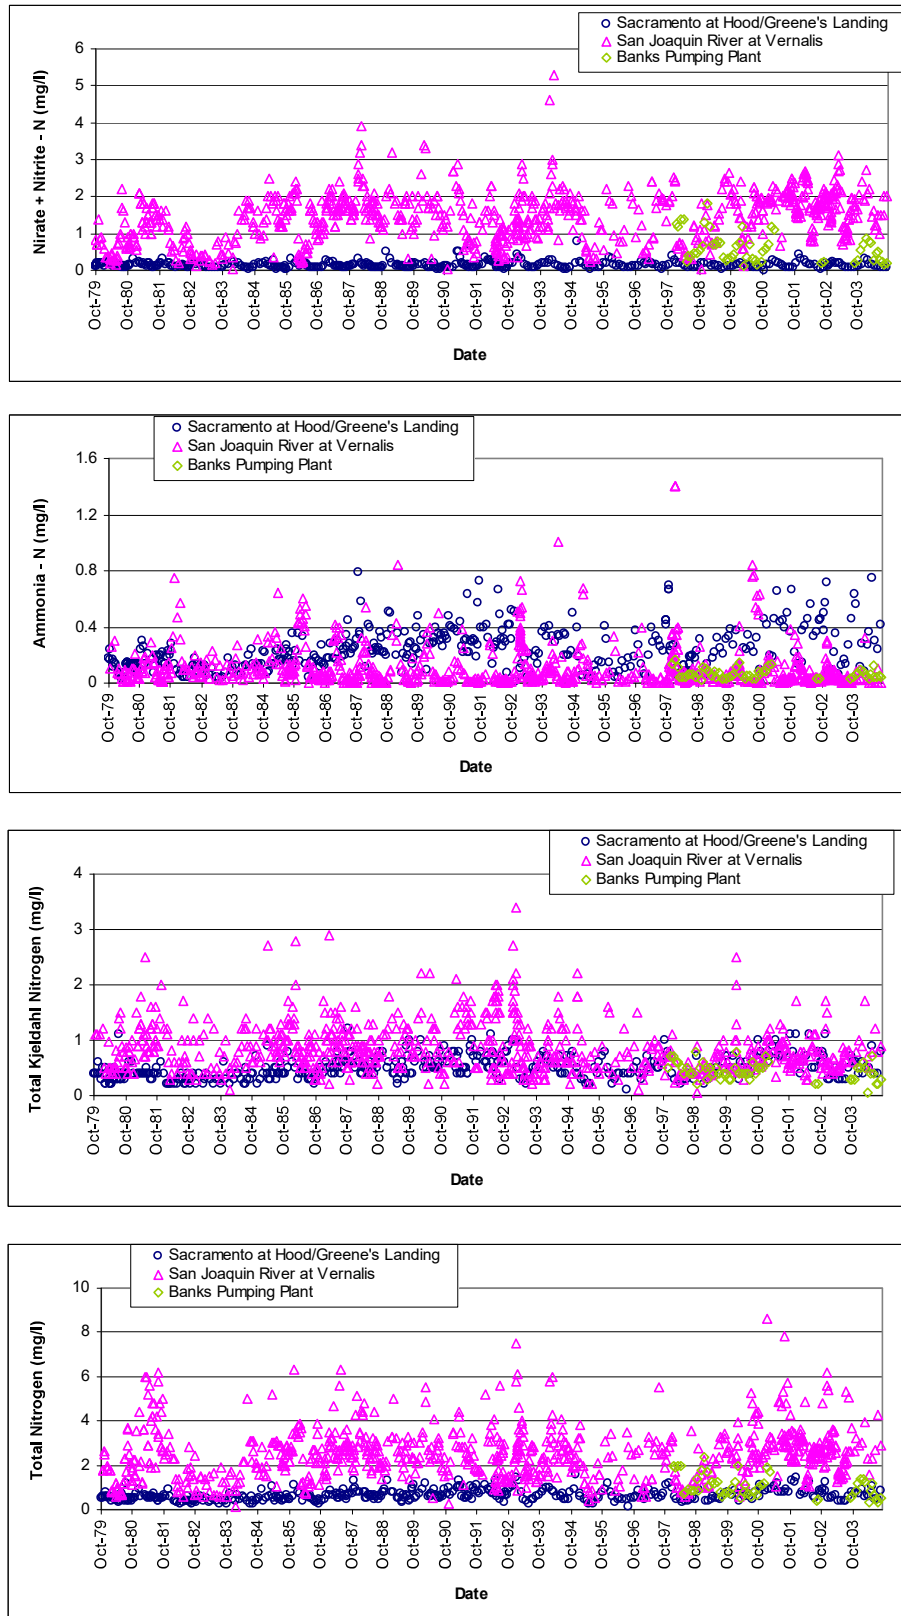 Sacramento at Hood/Greene's Landing
San Joaquin River at Vernalis
Banks Pumping Plant
Nirate + Nitrite - N (mg/l)
6
5
4
3
2
1
0
Oct-79 Oct-80 Oct-81 Oct-82 Oct-83 Oct-84 Oct-85 Oct-86 Oct-87 Oct-88 Oct-89 Oct-90 Oct-91 Oct-92 Oct-93 Oct-94 Oct-95 Oct-96 Oct-97 Oct-98 Oct-99 Oct-00 Oct-01 Oct-02 Oct-03
Date
Sacramento at Hood/Greene's Landing
San Joaquin River at Vernalis
Banks Pumping Plant
Ammonia - N (mg/l)
1.6
1.2
0.8
0.4
0
Oct-79 Oct-80 Oct-81 Oct-82 Oct-83 Oct-84 Oct-85 Oct-86 Oct-87 Oct-88 Oct-89 Oct-90 Oct-91 Oct-92 Oct-93 Oct-94 Oct-95 Oct-96 Oct-97 Oct-98 Oct-99 Oct-00 Oct-01 Oct-02 Oct-03
Date
Sacramento at Hood/Greene's Landing
San Joaquin River at Vernalis
Banks Pumping Plant
Total Kjeldahl Nitrogen (mg/l)
4
3
2
1
0
Oct-79 Oct-80 Oct-81 Oct-82 Oct-83 Oct-84 Oct-85 Oct-86 Oct-87 Oct-88 Oct-89 Oct-90 Oct-91 Oct-92 Oct-93 Oct-94 Oct-95 Oct-96 Oct-97 Oct-98 Oct-99 Oct-00 Oct-01 Oct-02 Oct-03
Date
Sacramento at Hood/Greene's Landing
San Joaquin River at Vernalis
Banks Pumping Plant
Total Nitrogen (mg/l)
10
8
6
4
2
0
Oct-79 Oct-80 Oct-81 Oct-82 Oct-83 Oct-84 Oct-85 Oct-86 Oct-87 Oct-88 Oct-89 Oct-90 Oct-91 Oct-92 Oct-93 Oct-94 Oct-95 Oct-96 Oct-97 Oct-98 Oct-99 Oct-00 Oct-01 Oct-02 Oct-03
Date